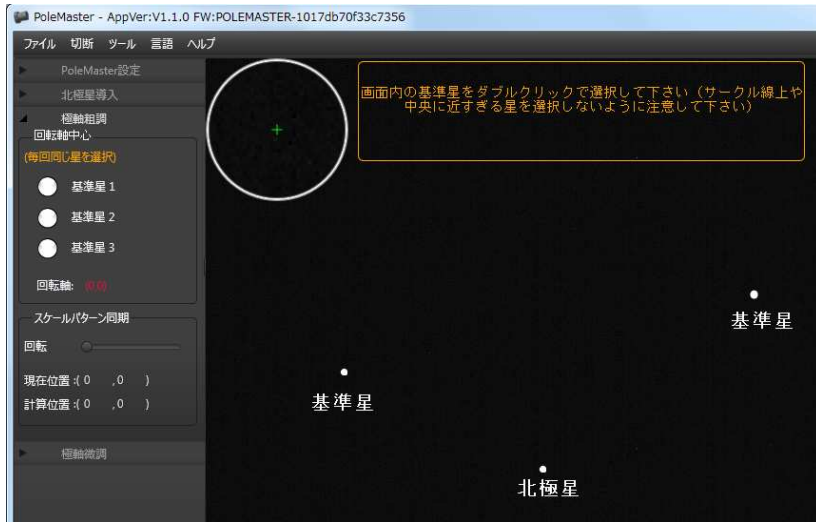 PoleMaster - AppVer:V1.1.0 FW:POLEMASTER-1017db70f33c7356
ファイル 切断 ツール 言語 ヘルプ
PoleMaster設定
北極星導入
極軸粗調
回転軸中心
(毎回同じ星を選択)
基準星 1
基準星 2
基準星 3
回転軸: (0,0)
スケールパターン同期
回転
現在位置 :( 0 ,0 )
計算位置 :( 0 ,0 )
極軸微調
画面内の基準星をダブルクリックで選択して下さい（サークル線上や
中央に近すぎる星を選択しないように注意して下さい）
基準星
基準星
北極星